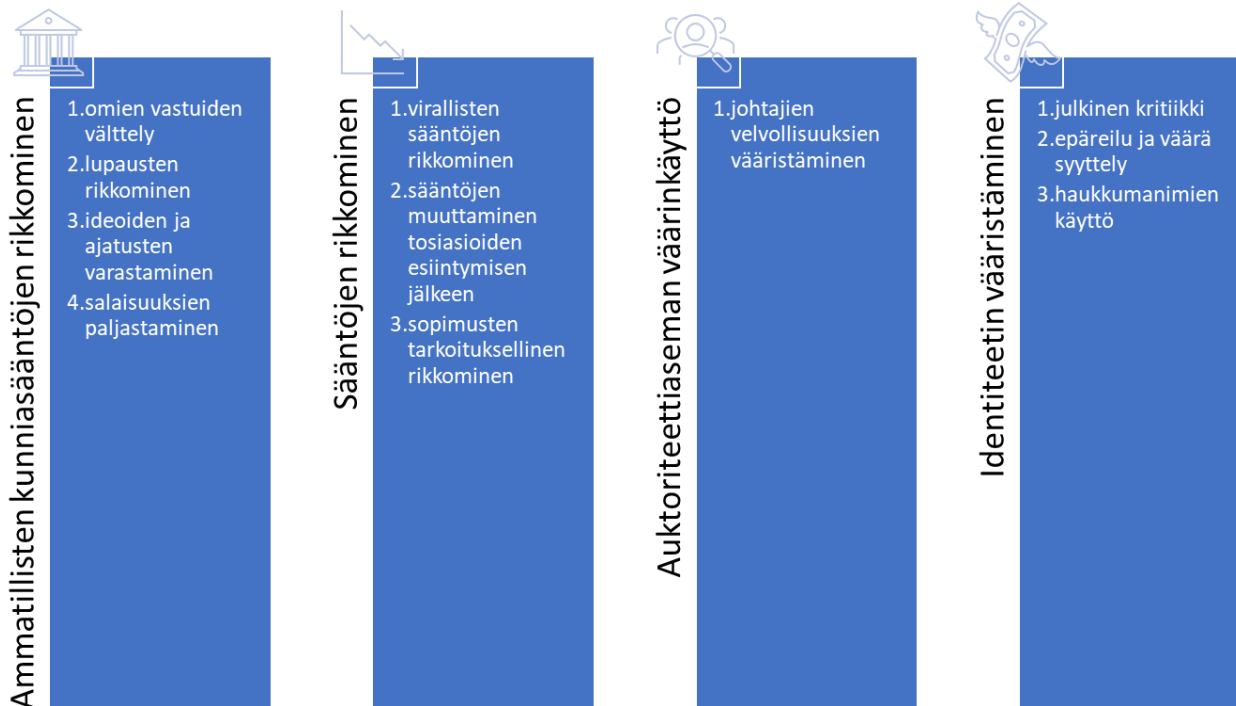 Ammatillisten kunniasääntöjen rikkominen
1.omien vastuiden
välttely
2.lupausten
rikkominen
3.ideoiden ja
ajatusten
varastaminen
4.salaisuuksien
paljastaminen
Sääntöjen rikkominen
1.virallisten
sääntöjen
rikkominen
2.sääntöjen
muuttaminen
tosiasioiden
esiintymisen
jälkeen
3.sopimusten
tarkoituksellinen
rikkominen
Auktoriteettiaseman väärinkäyttö
1.johtajien
velvollisuuksien
vääristäminen
Identiteetin vääristäminen
1.julkinen kritiikki
2.epäreilu ja väärä
syyttely
3.haukkumanimien
käyttö